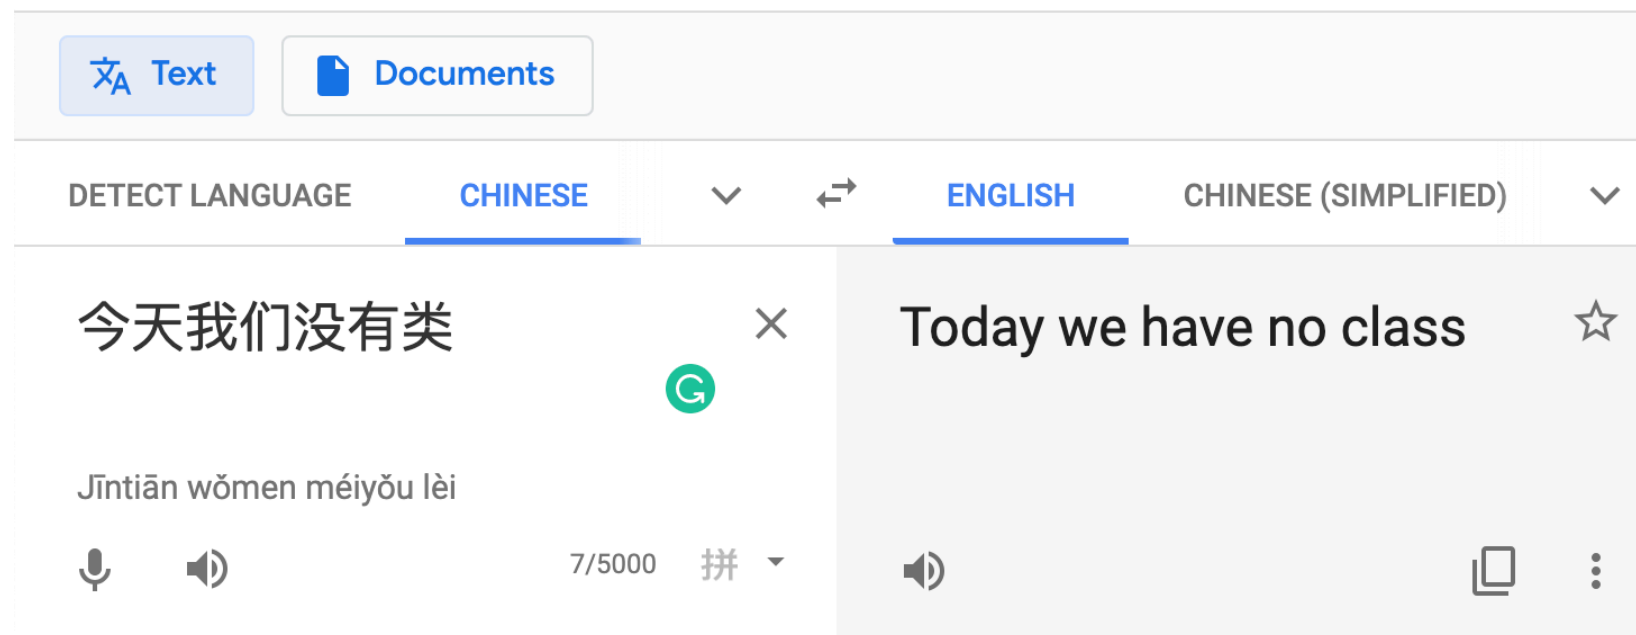 Text
Documents
DETECT LANGUAGE CHINESE ENGLISH CHINESE (SIMPLIFIED)
今天我们没有类
Today we have no class
Jīntiān wǒmen méiyǒu lèi
7/5000 拼